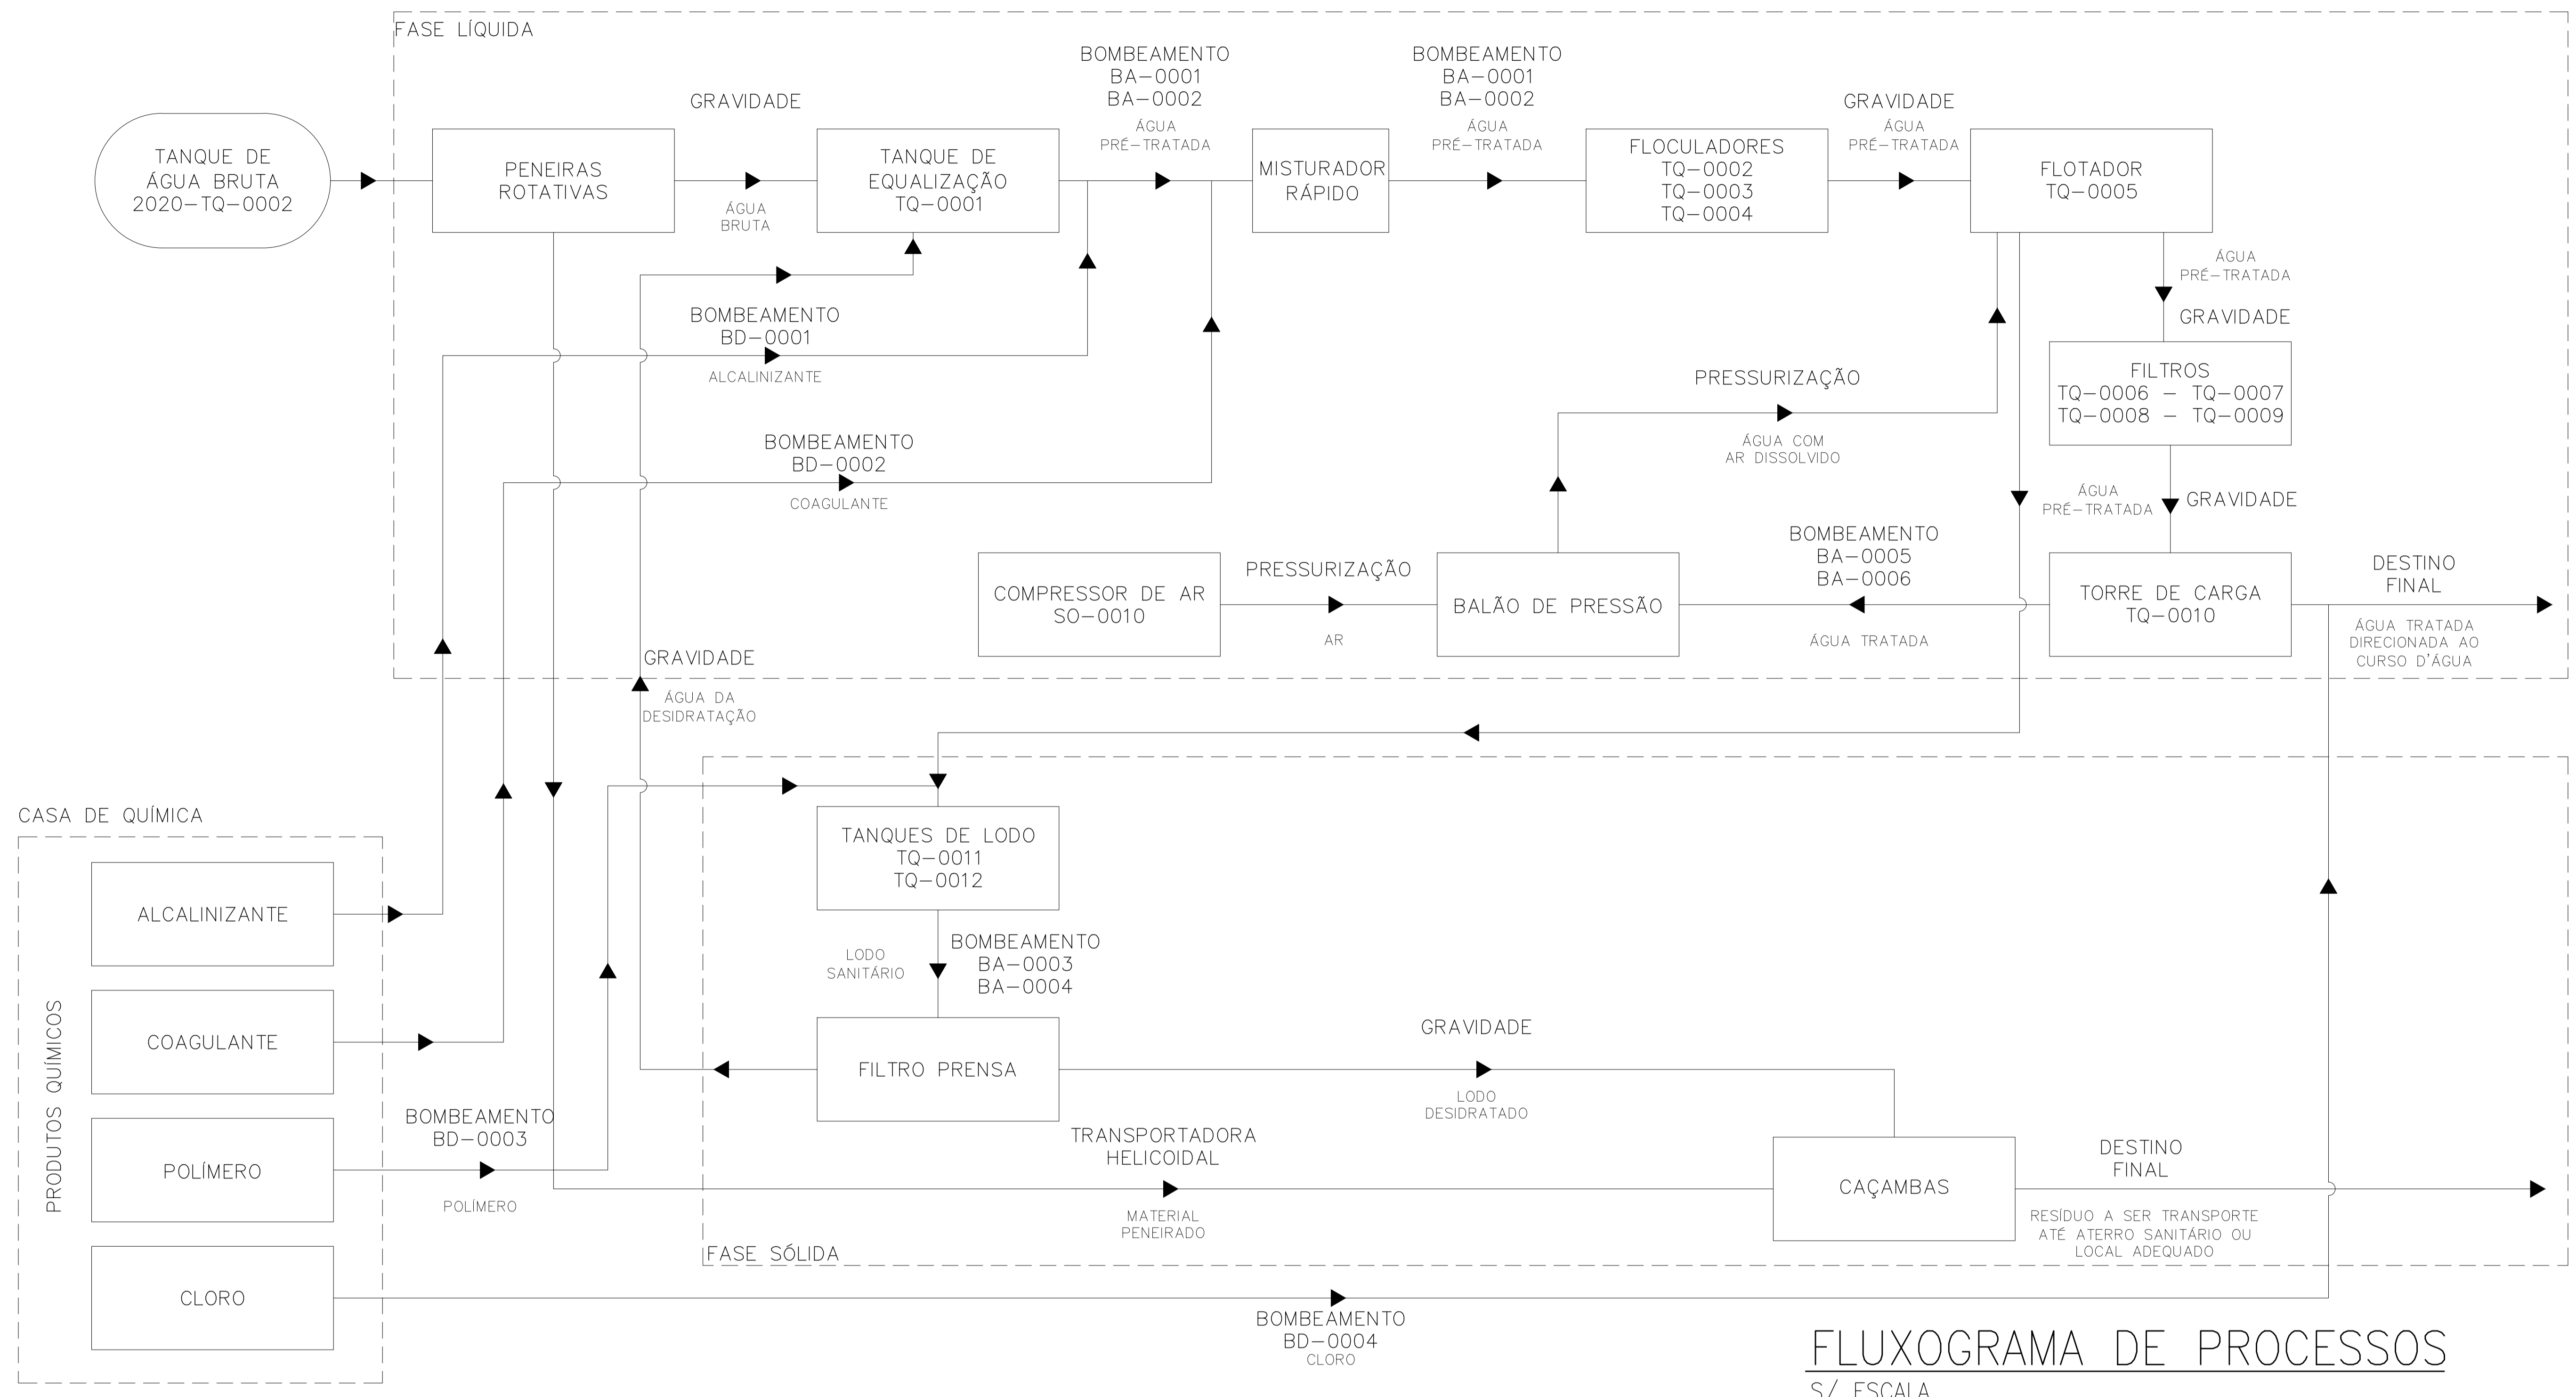 FASE LÍQUIDA
TANQUE DE
ÁGUA BRUTA
2020-TQ-0002
PENEIRAS
ROTATIVAS
GRAVIDADE
ÁGUA
BRUTA
TANQUE DE
EQUALIZAÇÃO
TQ-0001
BOMBEAMENTO
BA-0001
BA-0002
ÁGUA
PRÉ-TRATADA
MISTURADOR
RÁPIDO
BOMBEAMENTO
BA-0001
BA-0002
ÁGUA
PRÉ-TRATADA
FLOCULADORES
TQ-0002
TQ-0003
TQ-0004
GRAVIDADE
ÁGUA
PRÉ-TRATADA
FLOTADOR
TQ-0005
ÁGUA
PRÉ-TRATADA
GRAVIDADE
BOMBEAMENTO
BD-0001
ALCALINIZANTE
BOMBEAMENTO
BD-0002
COAGULANTE
PRESSURIZAÇÃO
ÁGUA COM
AR DISSOLVIDO
FILTROS
TQ-0006 - TQ-0007
TQ-0008 - TQ-0009
ÁGUA
PRÉ-TRATADA
GRAVIDADE
COMPRESSOR DE AR
SO-0010
PRESSURIZAÇÃO
AR
BALÃO DE PRESSÃO
BOMBEAMENTO
BA-0005
BA-0006
ÁGUA TRATADA
TORRE DE CARGA
TQ-0010
DESTINO
FINAL
ÁGUA TRATADA
DIRECIONADA AO
CURSO D'ÁGUA
GRAVIDADE
ÁGUA DA
DESIDRATAÇÃO
CASA DE QUÍMICA
PRODUTOS QUÍMICOS
ALCALINIZANTE
COAGULANTE
POLÍMERO
CLORO
BOMBEAMENTO
BD-0003
POLÍMERO
TANQUES DE LODO
TQ-0011
TQ-0012
LODO
SANITÁRIO
BOMBEAMENTO
BA-0003
BA-0004
FILTRO PRENSA
GRAVIDADE
LODO
DESIDRATADO
TRANSPORTADORA
HELICOIDAL
MATERIAL
PENEIRADO
CAÇAMBAS
DESTINO
FINAL
RESÍDUO A SER TRANSPORTE
ATÉ ATERRO SANITÁRIO OU
LOCAL ADEQUADO
FASE SÓLIDA
BOMBEAMENTO
BD-0004
CLORO
FLUXOGRAMA DE PROCESSOS
S/ ESCALA